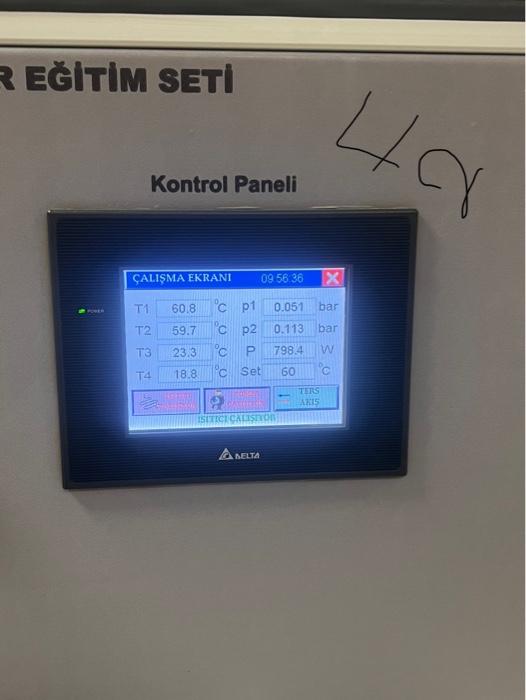 R EĞİTİM SETİ
Kontrol Paneli
ÇALIŞMA EKRANI 09:56:36 X
POWER T1 60.8 °C p1 0.051 bar
T2 59.7 °C p2 0.113 bar
T3 23.3 °C P 798.4 W
T4 18.8 °C Set 60 °C
TERS
AKIŞ
ISITICI ÇALIŞIYOR
DELTA